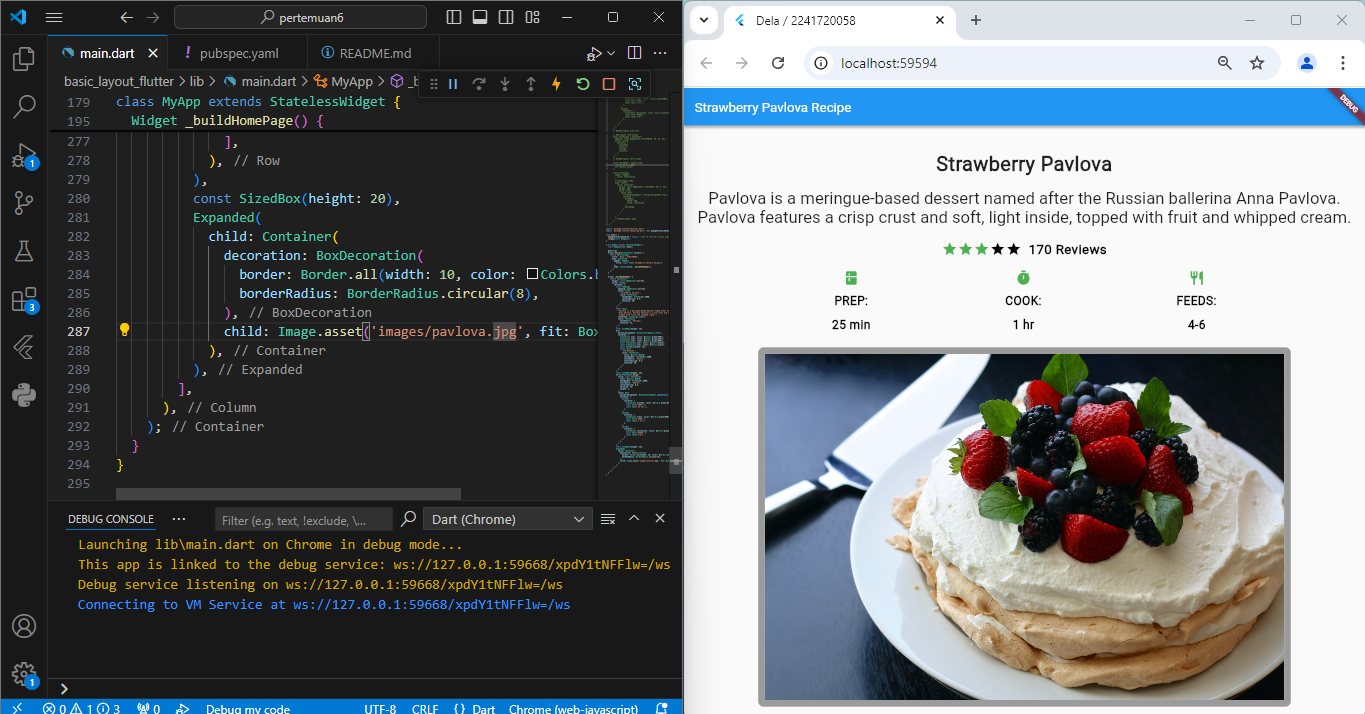 pertemuan6
main.dart
pubspec.yaml
README.md
basic_layout_flutter > lib > main.dart > MyApp > _b
179 class MyApp extends StatelessWidget {
195 Widget _buildHomePage() {
277 ],
278 ), // Row
279 ),
280 const SizedBox(height: 20),
281 Expanded(
282 child: Container(
283 decoration: BoxDecoration(
284 border: Border.all(width: 10, color: Colors.b
285 borderRadius: BorderRadius.circular(8),
286 ), // BoxDecoration
287 child: Image.asset('images/pavlova.jpg', fit: Box
288 ), // Container
289 ), // Expanded
290 ],
291 ), // Column
292 ); // Container
293 }
294 }
295
1
3
1
DEBUG CONSOLE
Filter (e.g. text, !exclude, \...
Dart (Chrome)
Launching lib\main.dart on Chrome in debug mode...
This app is linked to the debug service: ws://127.0.0.1:59668/xpdY1tNFFlw=/ws
Debug service listening on ws://127.0.0.1:59668/xpdY1tNFFlw=/ws
Connecting to VM Service at ws://127.0.0.1:59668/xpdY1tNFFlw=/ws
0 1 3 0 Debug my code UTF-8 CRLF {} Dart Chrome (web-javascript)
Dela / 2241720058
localhost:59594
Strawberry Pavlova Recipe
DEBUG
Strawberry Pavlova
Pavlova is a meringue-based dessert named after the Russian ballerina Anna Pavlova.
Pavlova features a crisp crust and soft, light inside, topped with fruit and whipped cream.
170 Reviews
PREP: COOK: FEEDS:
25 min 1 hr 4-6